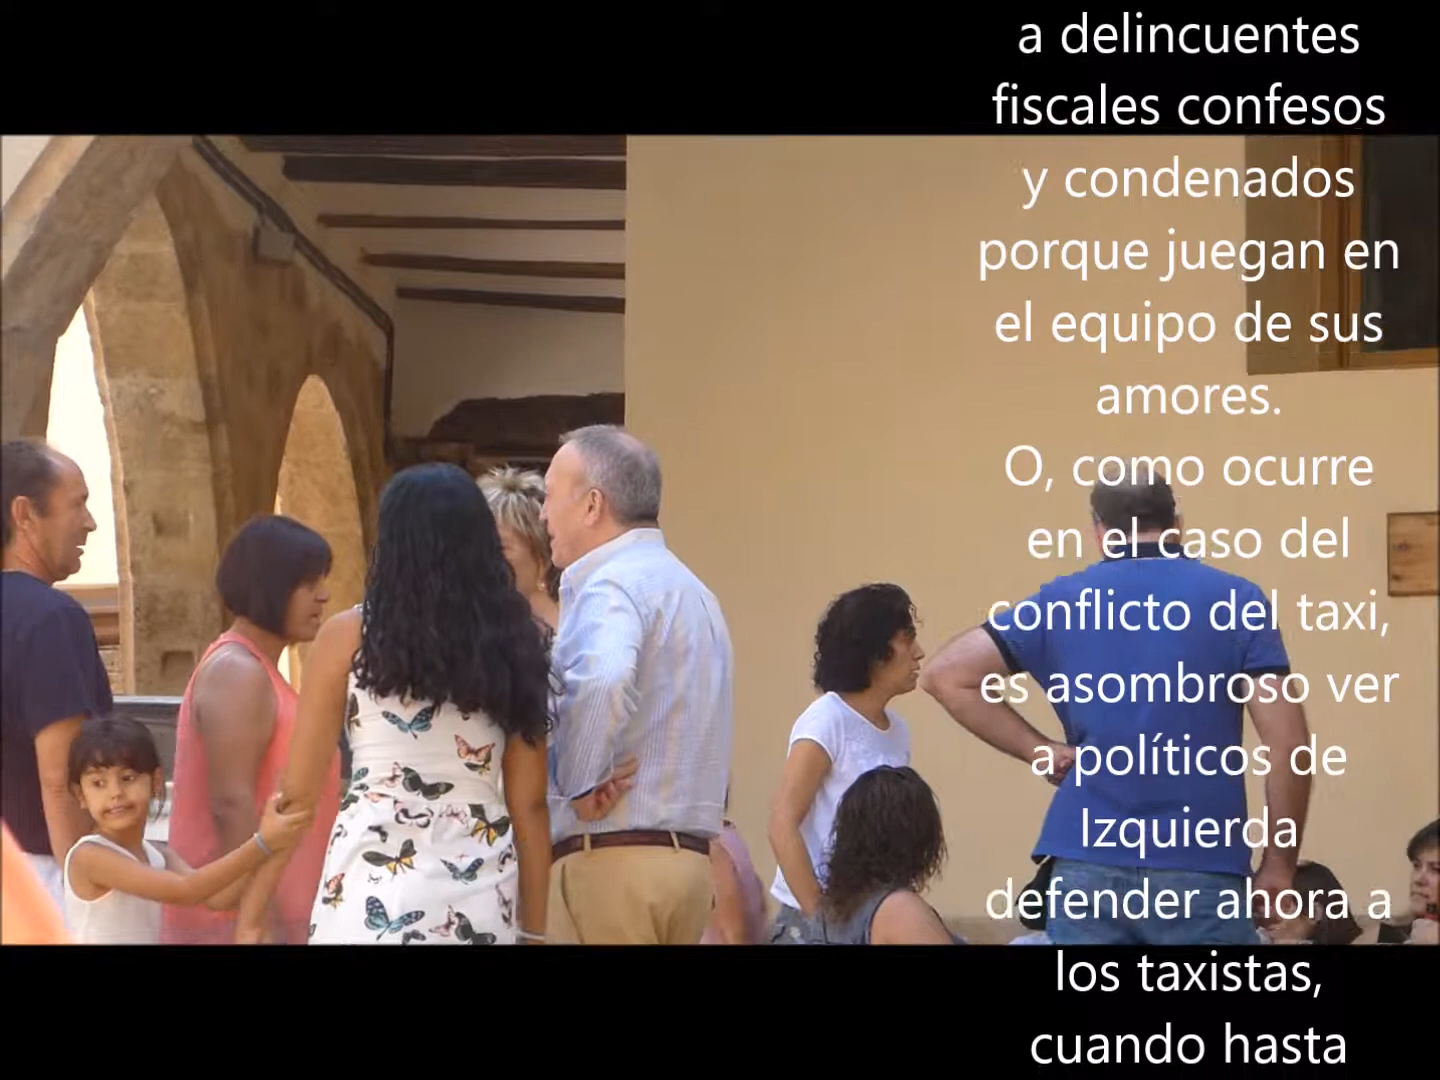 a delincuentes
fiscales confesos
y condenados
porque juegan en
el equipo de sus
amores.
O, como ocurre
en el caso del
conflicto del taxi,
es asombroso ver
a políticos de
Izquierda
defender ahora a
los taxistas,
cuando hasta